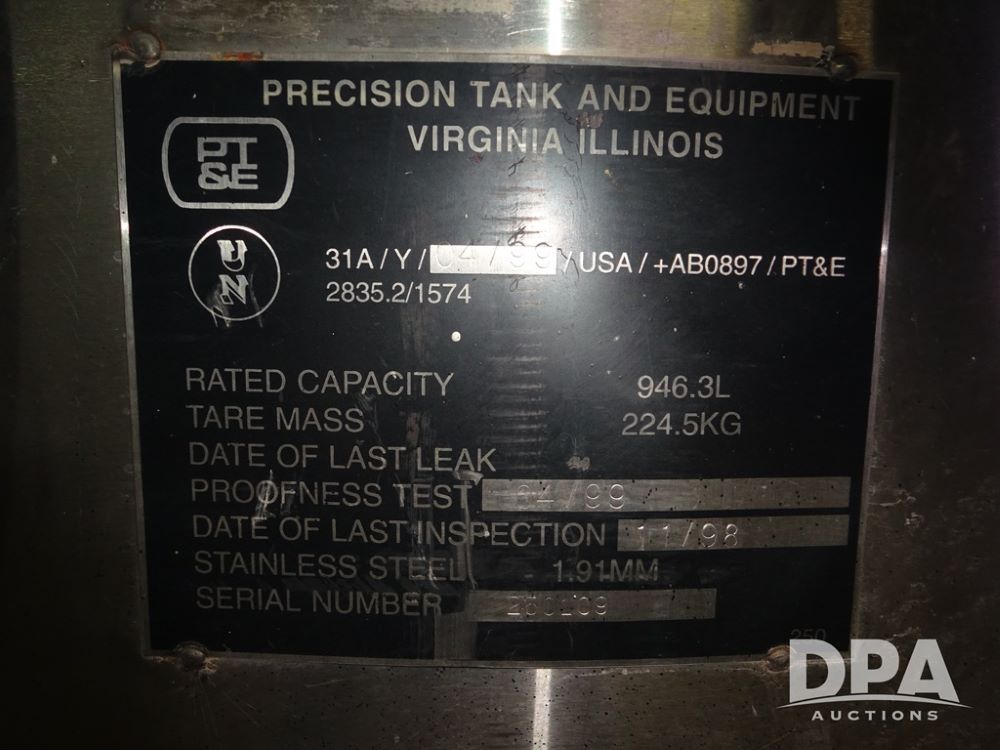 PRECISION TANK AND EQUIPMENT
VIRGINIA ILLINOIS
PT
&E
UN
31A / Y / 04/99 / USA / +AB0897 / PT&E
2835.2/1574
RATED CAPACITY 946.3L
TARE MASS 224.5KG
DATE OF LAST LEAK
PROOFNESS TEST 04/99
DATE OF LAST INSPECTION 11/98
STAINLESS STEEL 1.91MM
SERIAL NUMBER
250
DPA
AUCTIONS